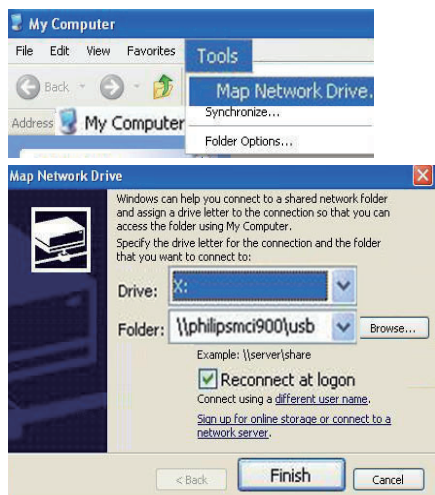 My Computer
File Edit View Favorites Tools
Back
Map Network Drive.
Synchronize...
Address My Computer
Folder Options...
Map Network Drive
Windows can help you connect to a shared network folder
and assign a drive letter to the connection so that you can
access the folder using My Computer.
Specify the drive letter for the connection and the folder
that you want to connect to:
Drive: X:
Folder: \\philipsmci900\usb Browse...
Example: \\server\share
Reconnect at logon
Connect using a different user name.
Sign up for online storage or connect to a
network server.
< Back Finish Cancel